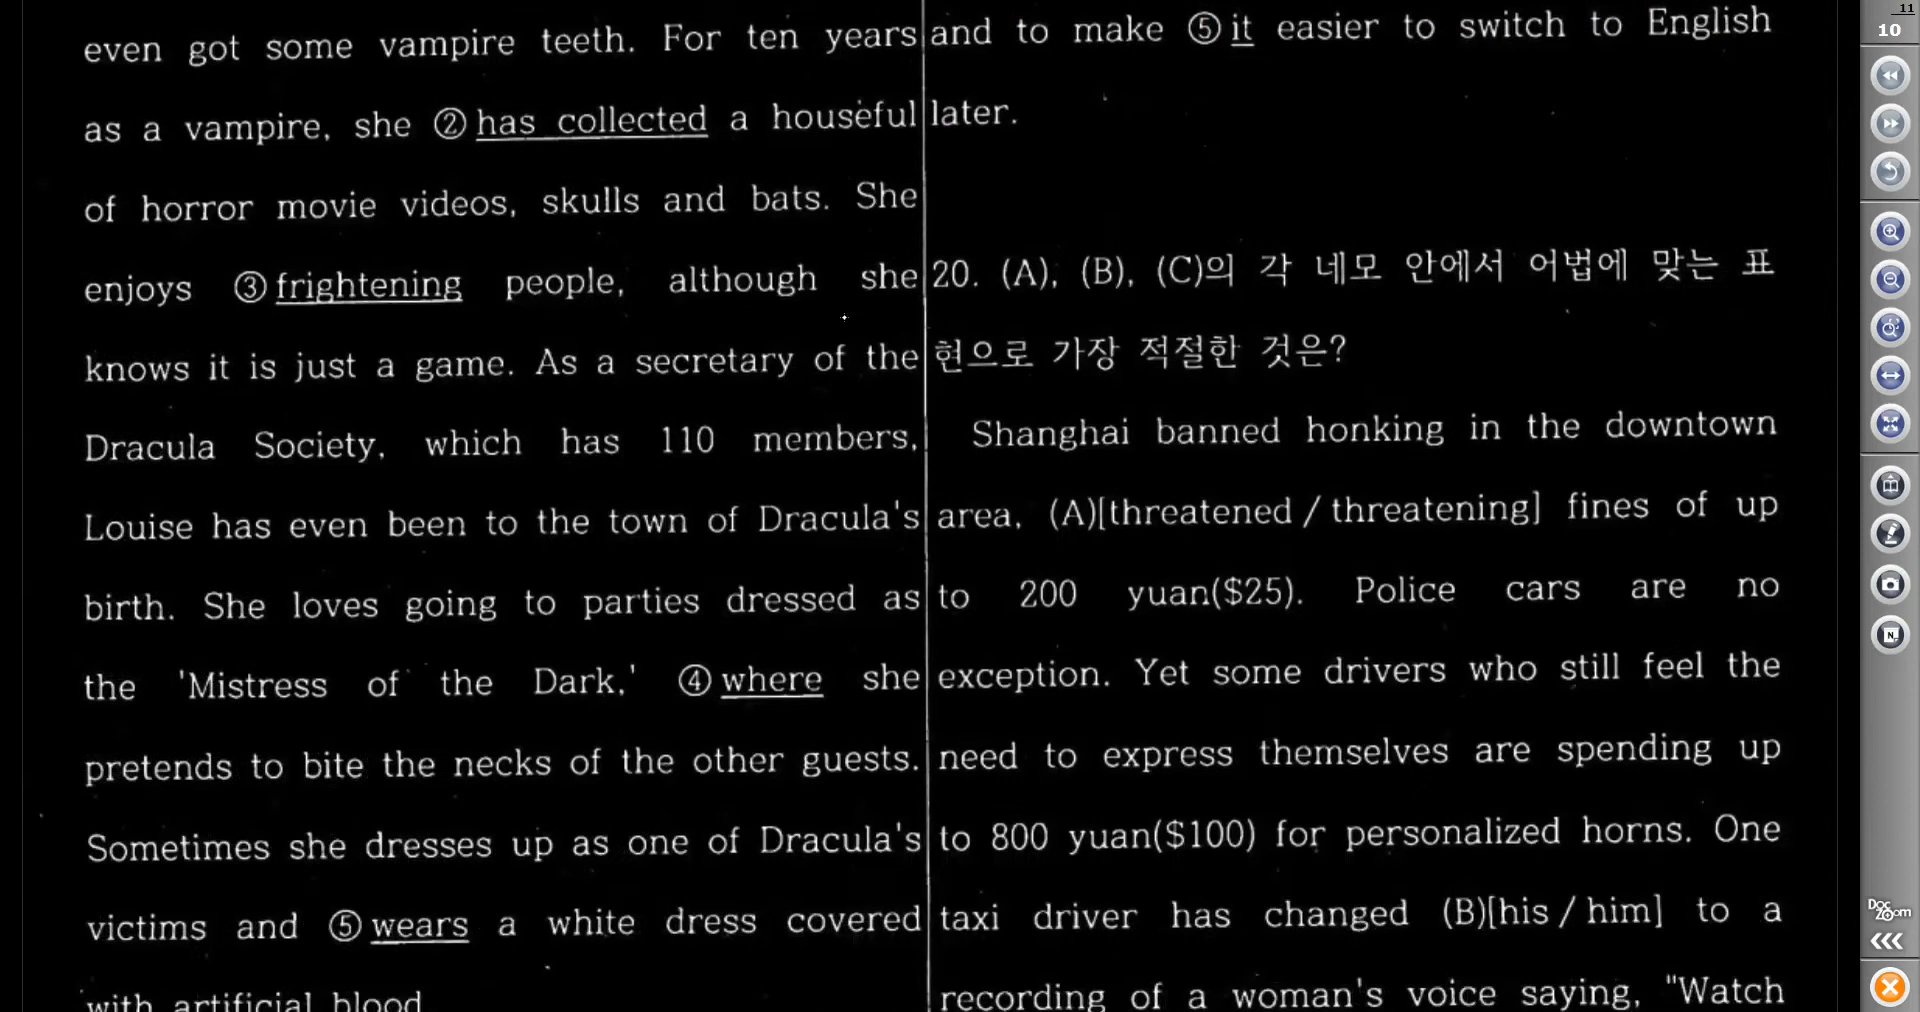 even got some vampire teeth. For ten years
as a vampire, she ② has collected a houseful
of horror movie videos, skulls and bats. She
enjoys ③ frightening people, although she
knows it is just a game. As a secretary of the
Dracula Society, which has 110 members,
Louise has even been to the town of Dracula's
birth. She loves going to parties dressed as
the 'Mistress of the Dark,' ④ where she
pretends to bite the necks of the other guests.
Sometimes she dresses up as one of Dracula's
victims and ⑤ wears a white dress covered
with artificial blood
and to make ⑤ it easier to switch to English
later.
20. (A), (B), (C)의 각 네모 안에서 어법에 맞는 표
현으로 가장 적절한 것은?
Shanghai banned honking in the downtown
area, (A)[threatened / threatening] fines of up
to 200 yuan($25). Police cars are no
exception. Yet some drivers who still feel the
need to express themselves are spending up
to 800 yuan($100) for personalized horns. One
taxi driver has changed (B)[his / him] to a
recording of a woman's voice saying, "Watch
11
10
Doc
Zoom